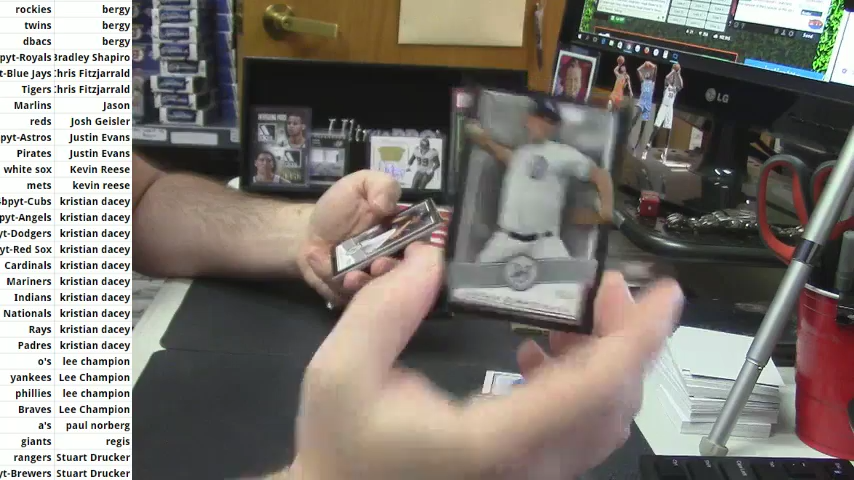 rockies bergy
twins bergy
dbacs bergy
pyt-Royals Bradley Shapiro
t-Blue Jays Chris Fitzjarrald
Tigers Chris Fitzjarrald
Marlins Jason
reds Josh Geisler
pyt-Astros Justin Evans
Pirates Justin Evans
white sox Kevin Reese
mets kevin reese
bpyt-Cubs kristian dacey
pyt-Angels kristian dacey
yt-Dodgers kristian dacey
yt-Red Sox kristian dacey
Cardinals kristian dacey
Mariners kristian dacey
Indians kristian dacey
Nationals kristian dacey
Rays kristian dacey
Padres kristian dacey
o's lee champion
yankees Lee Champion
phillies lee champion
Braves Lee Champion
a's paul norberg
giants regis
rangers Stuart Drucker
yt-Brewers Stuart Drucker
LG